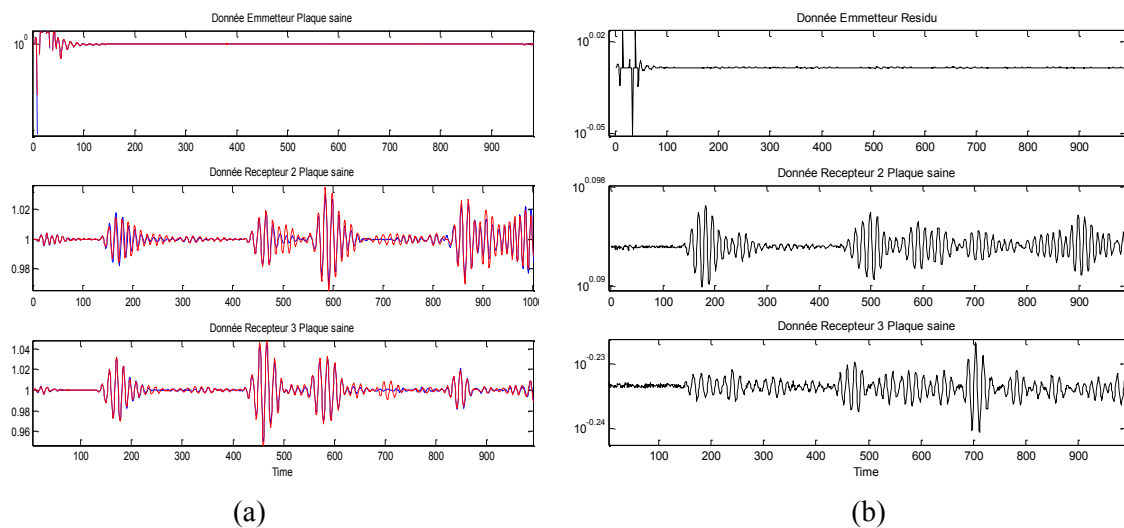 Donnée Emmetteur Plaque saine
10^0
0 100 200 300 400 500 600 700 800 900
Donnée Recepteur 2 Plaque saine
1.02
1
0.98
0 100 200 300 400 500 600 700 800 900 1000
Donnée Recepteur 3 Plaque saine
1.04
1.02
1
0.98
0.96
100 200 300 400 500 600 700 800 900
Time
(a)
Donnée Emmetteur Residu
10^0.02
10^-0.05
0 100 200 300 400 500 600 700 800 900
Donnée Recepteur 2 Plaque saine
10^0.098
10^0.09
0 100 200 300 400 500 600 700 800 900
Donnée Recepteur 3 Plaque saine
10^-0.23
10^-0.24
100 200 300 400 500 600 700 800 900
Time
(b)